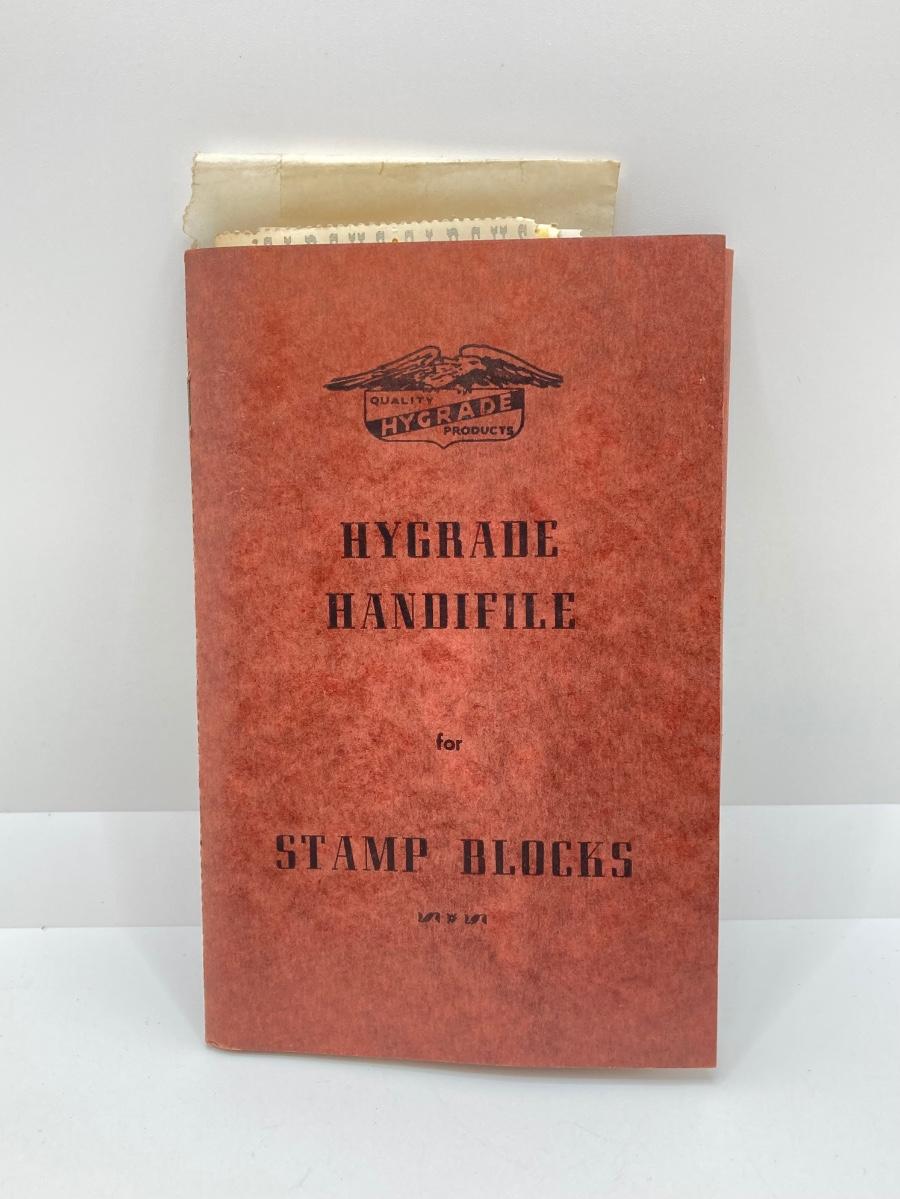 QUALITY
HYGRADE
PRODUCTS
HYGRADE
HANDIFILE
for
STAMP BLOCKS